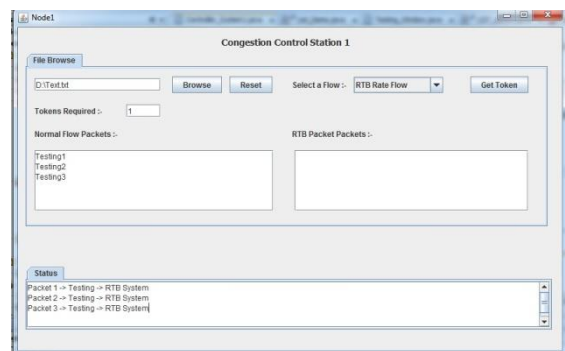 Node1
Congestion Control Station 1
File Browse
D:\Text.txt Browse Reset Select a Flow :- RTB Rate Flow Get Token
Tokens Required :- 1
Normal Flow Packets :- RTB Packet Packets :-
Testing1
Testing2
Testing3
Status
Packet 1 -> Testing -> RTB System
Packet 2 -> Testing -> RTB System
Packet 3 -> Testing -> RTB System